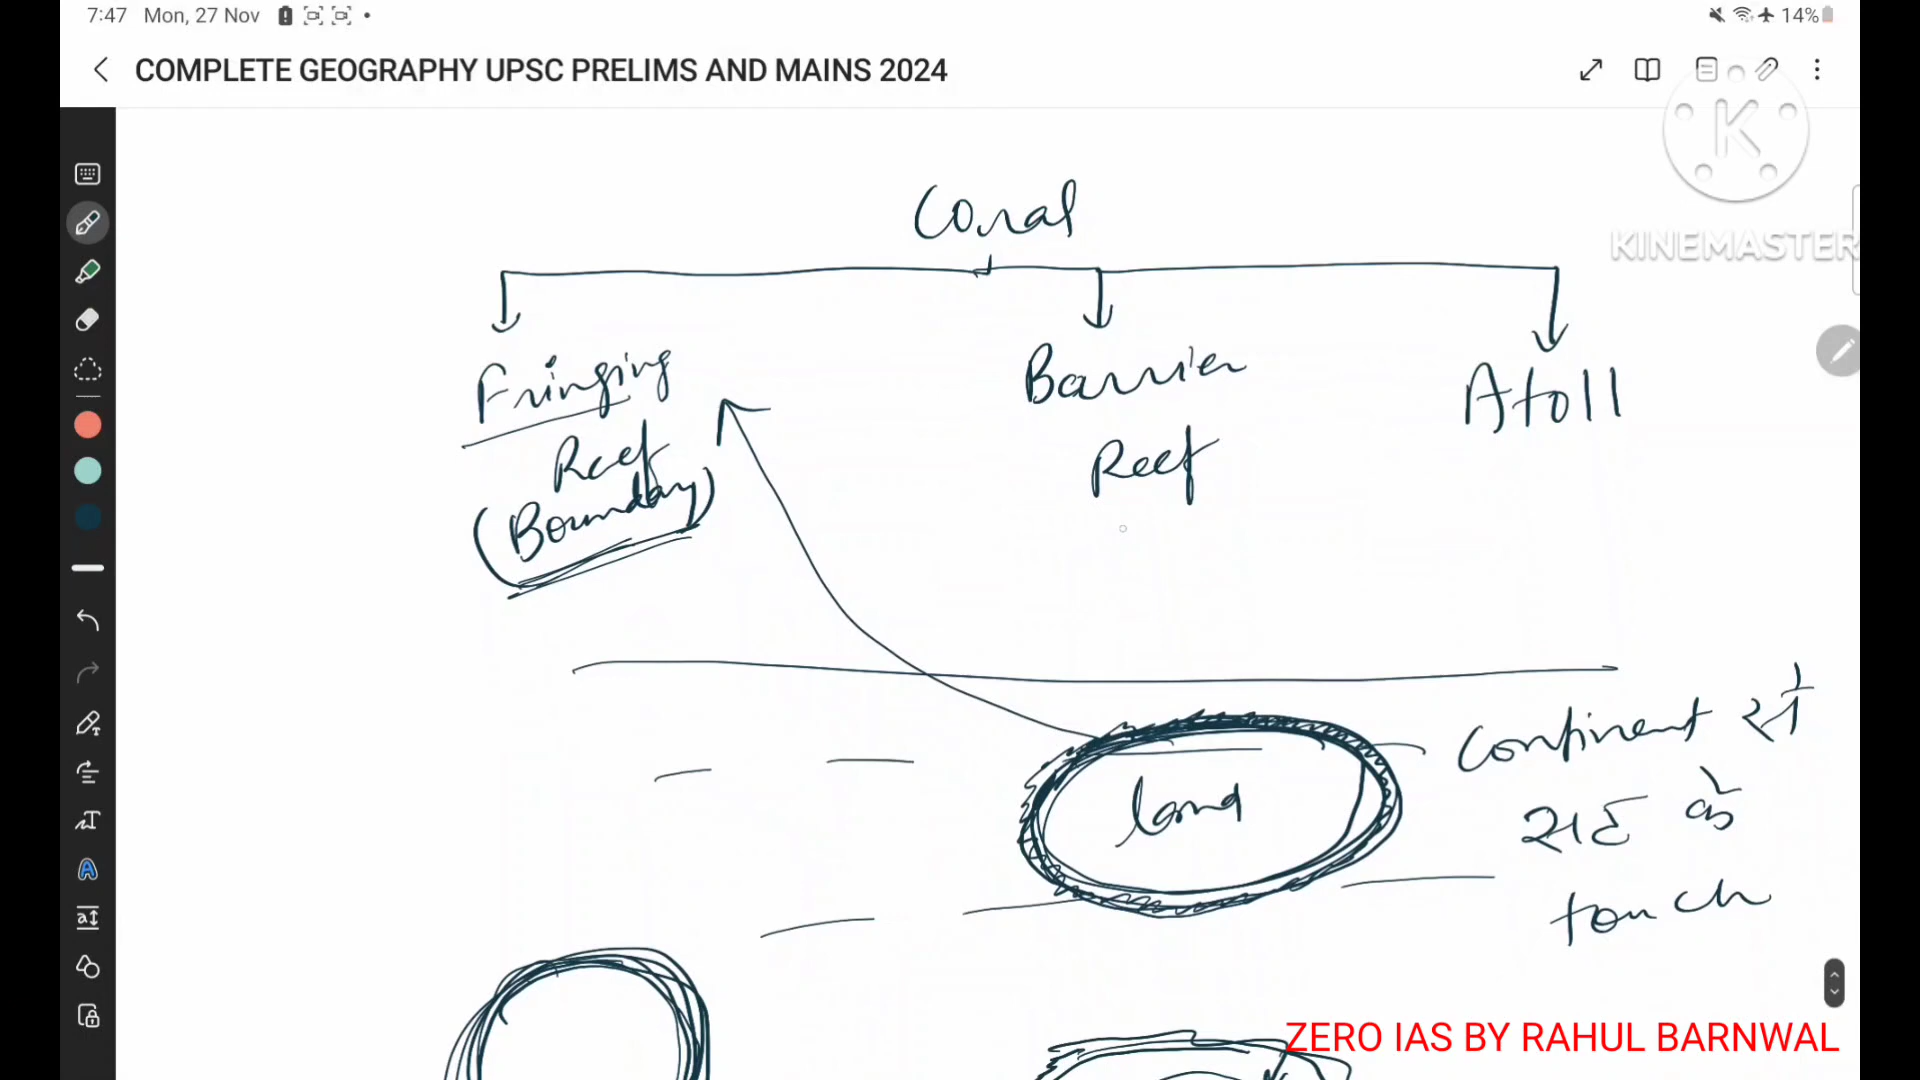 7:47 Mon, 27 Nov 14%
COMPLETE GEOGRAPHY UPSC PRELIMS AND MAINS 2024
KINEMASTER
Coral
Fringing
Reef
(Boundary)
Barrier
Reef
Atoll
land
Continent
touch
ZERO IAS BY RAHUL BARNWAL